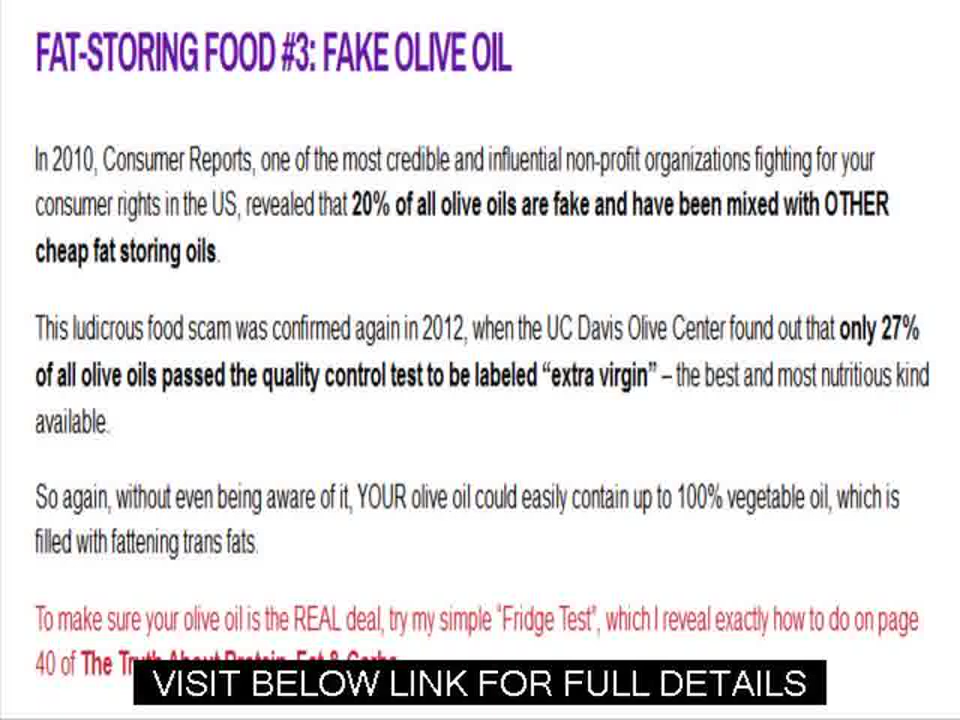 FAT-STORING FOOD #3: FAKE OLIVE OIL
In 2010, Consumer Reports, one of the most credible and influential non-profit organizations fighting for your
consumer rights in the US, revealed that 20% of all olive oils are fake and have been mixed with OTHER
cheap fat storing oils.
This ludicrous food scam was confirmed again in 2012, when the UC Davis Olive Center found out that only 27%
of all olive oils passed the quality control test to be labeled “extra virgin” – the best and most nutritious kind
available.
So again, without even being aware of it, YOUR olive oil could easily contain up to 100% vegetable oil, which is
filled with fattening trans fats.
To make sure your olive oil is the REAL deal, try my simple “Fridge Test”, which I reveal exactly how to do on page
40 of The Truth About Protein, Fat & Carbs
VISIT BELOW LINK FOR FULL DETAILS